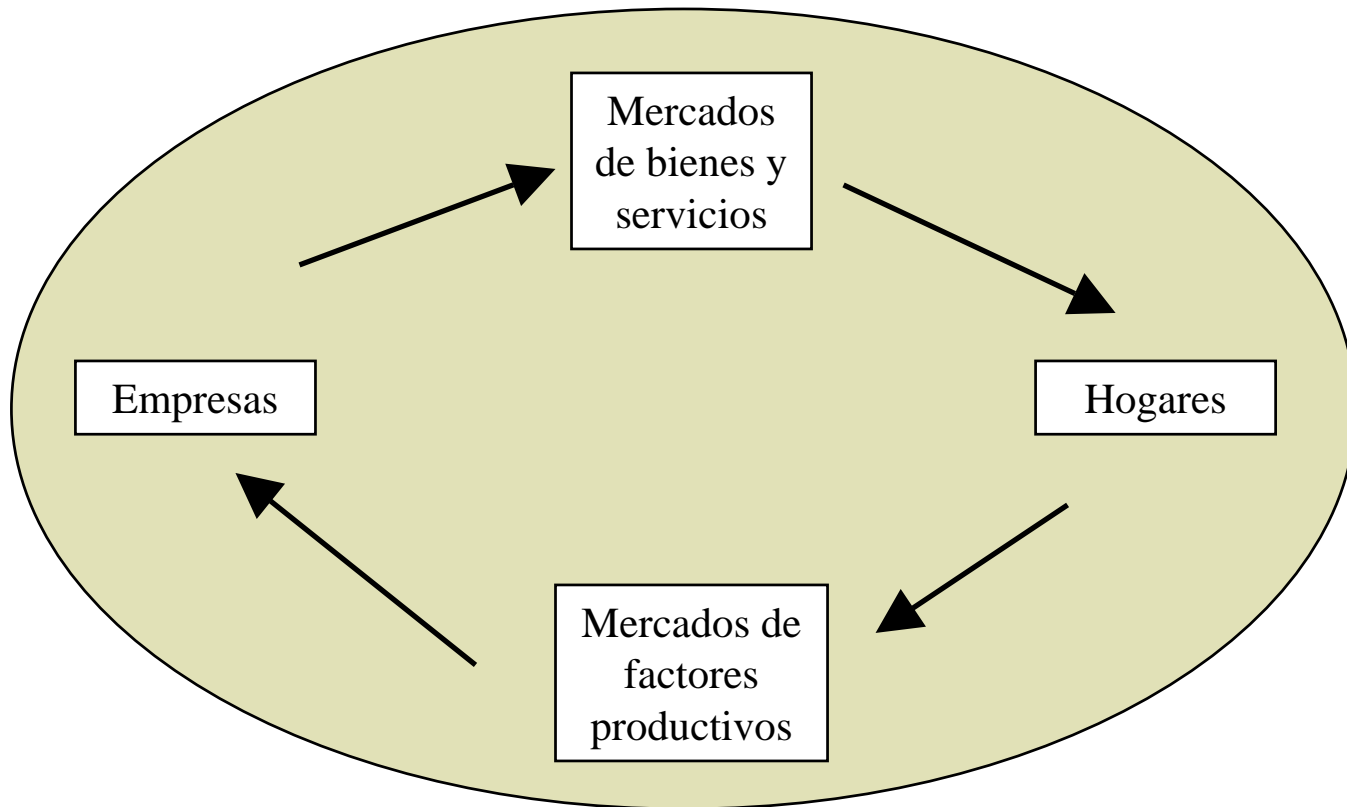 Mercados
de bienes y
servicios
Empresas
Hogares
Mercados de
factores
productivos